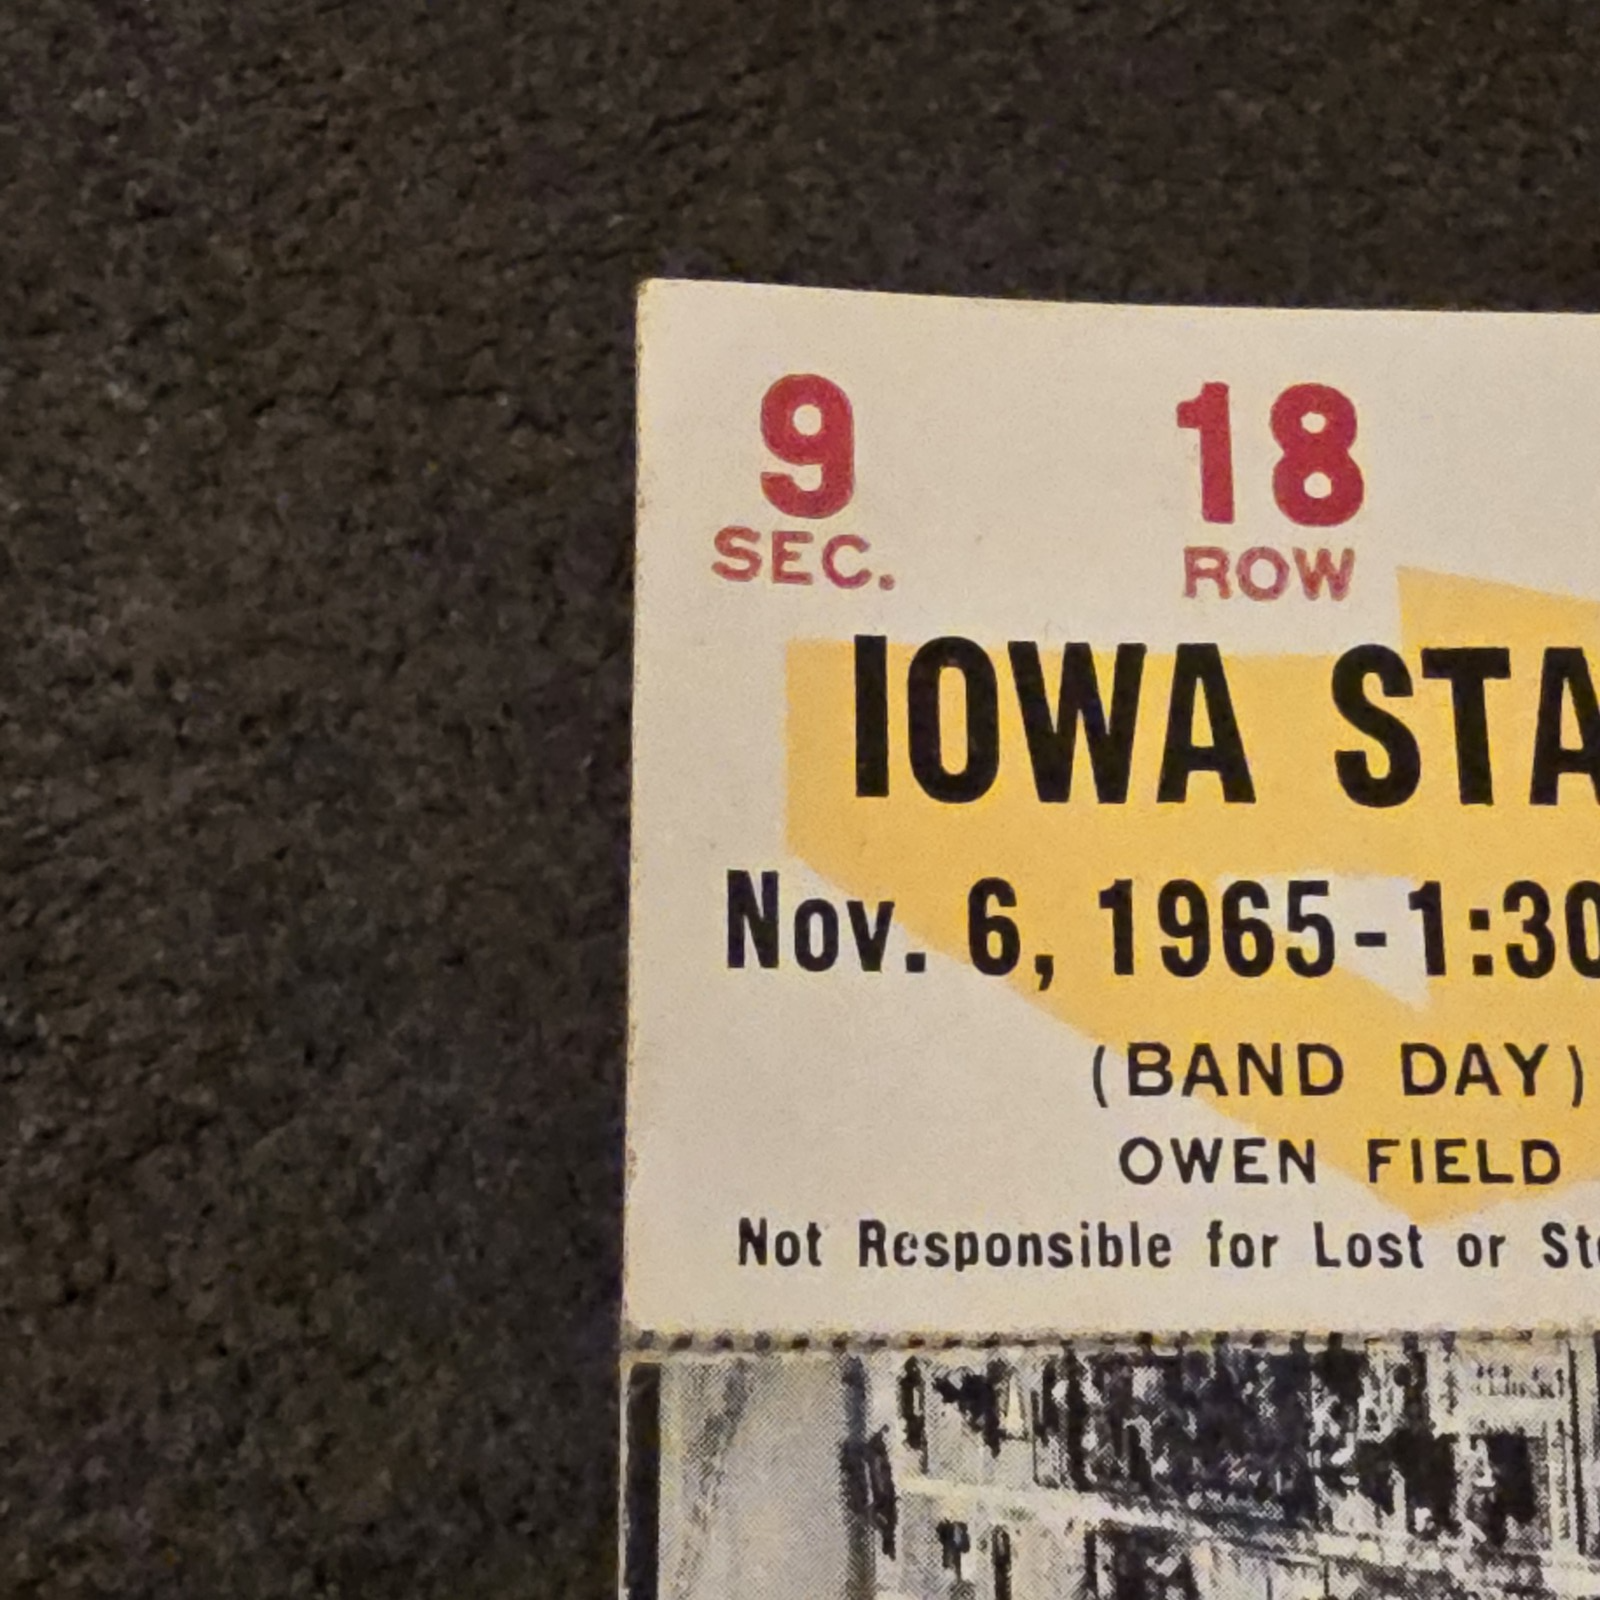 9 18
SEC. ROW
IOWA STA
Nov. 6, 1965-1:30
(BAND DAY)
OWEN FIELD
Not Responsible for Lost or Sto